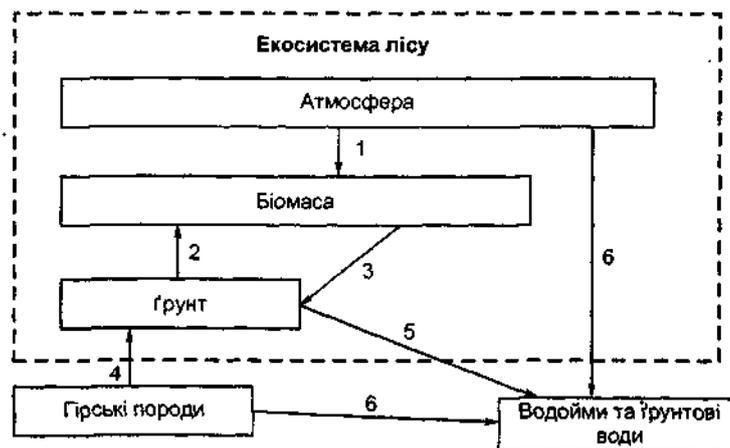 Екосистема лісу
Атмосфера
1
Біомаса
2
3
6
ґрунт
5
4
Гірські породи
6
Водойми та ґрунтові
води